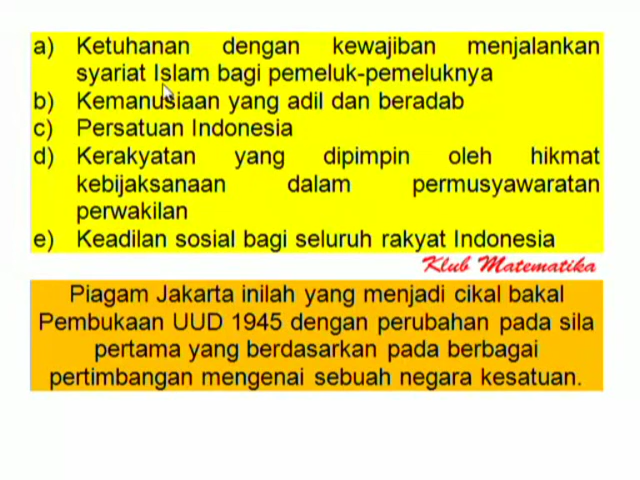 a) Ketuhanan dengan kewajiban menjalankan
syariat Islam bagi pemeluk-pemeluknya
b) Kemanusiaan yang adil dan beradab
c) Persatuan Indonesia
d) Kerakyatan yang dipimpin oleh hikmat
kebijaksanaan dalam permusyawaratan
perwakilan
e) Keadilan sosial bagi seluruh rakyat Indonesia
Klub Matematika
Piagam Jakarta inilah yang menjadi cikal bakal
Pembukaan UUD 1945 dengan perubahan pada sila
pertama yang berdasarkan pada berbagai
pertimbangan mengenai sebuah negara kesatuan.